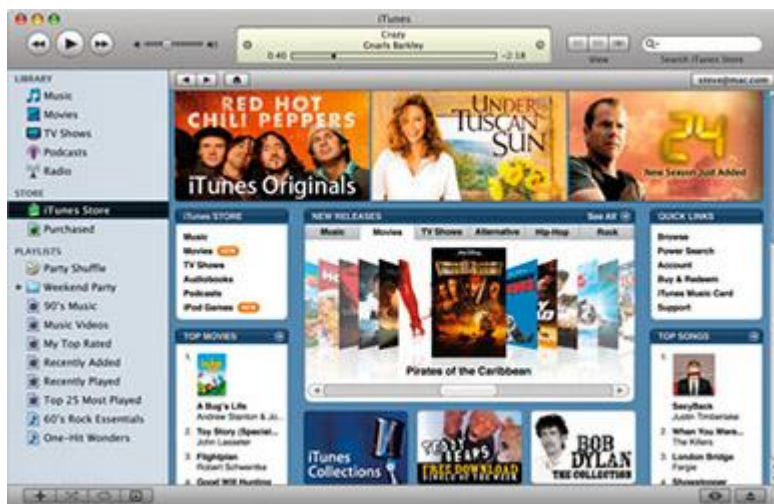 iTunes
Crazy
Gnarls Barkley
0:40
-2:18
View
Search iTunes Store
LIBRARY
Music
Movies
TV Shows
Podcasts
Radio
STORE
iTunes Store
Purchased
PLAYLISTS
Party Shuffle
Weekend Party
90's Music
Music Videos
My Top Rated
Recently Added
Recently Played
Top 25 Most Played
60's Rock Essentials
One-Hit Wonders
steve@mac.com
RED HOT
CHILI PEPPERS
iTunes Originals
UNDER
THE
TUSCAN
SUN
24
New Season Just Added
iTunes STORE
Music
Movies NEW
TV Shows
Audiobooks
Podcasts
iPod Games NEW
TOP MOVIES
1.
A Bug's Life
Andrew Stanton & Jo...
2. Toy Story (Special...
John Lasseter
3. Flightplan
Robert Schwentke
4. Good Will Hunting
NEW RELEASES
See All
Music
Movies
TV Shows
Alternative
Hip-Hop
Rock
Pirates of the Caribbean
iTunes
Collections
FREE DOWNLOAD
SINGLE OF THE WEEK
BOB
DYLAN
THE COLLECTION
QUICK LINKS
Browse
Power Search
Account
Buy & Redeem
iTunes Music Card
Support
TOP SONGS
1.
SexyBack
Justin Timberlake
2. When You Were...
The Killers
3. London Bridge
Fergie
4. Showstopper